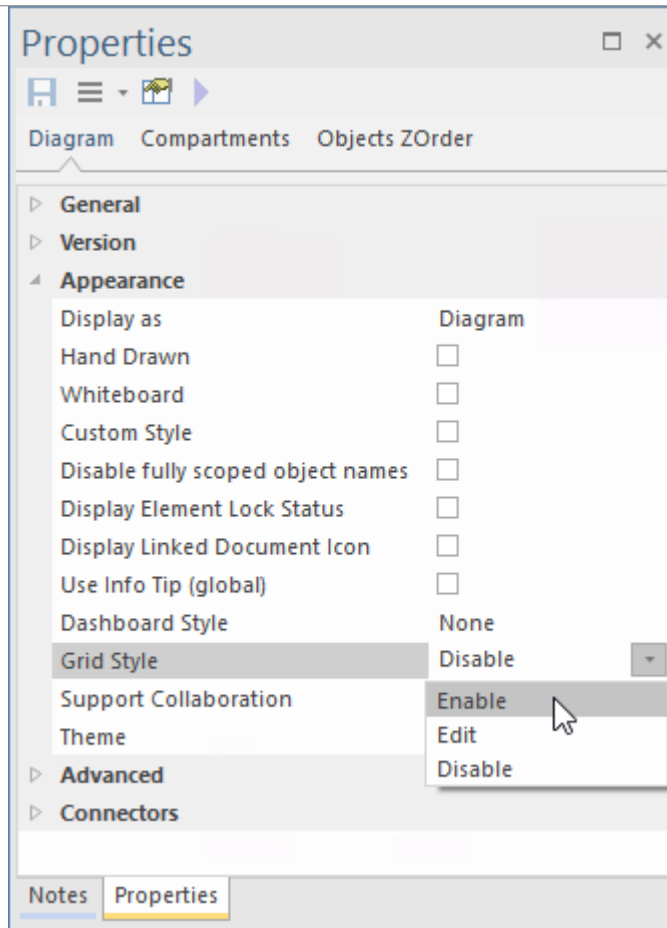 Properties
Diagram Compartments Objects ZOrder
General
Version
Appearance
Display as Diagram
Hand Drawn
Whiteboard
Custom Style
Disable fully scoped object names
Display Element Lock Status
Display Linked Document Icon
Use Info Tip (global)
Dashboard Style None
Grid Style Disable
Support Collaboration Enable
Theme Edit
Advanced Disable
Connectors
Notes Properties